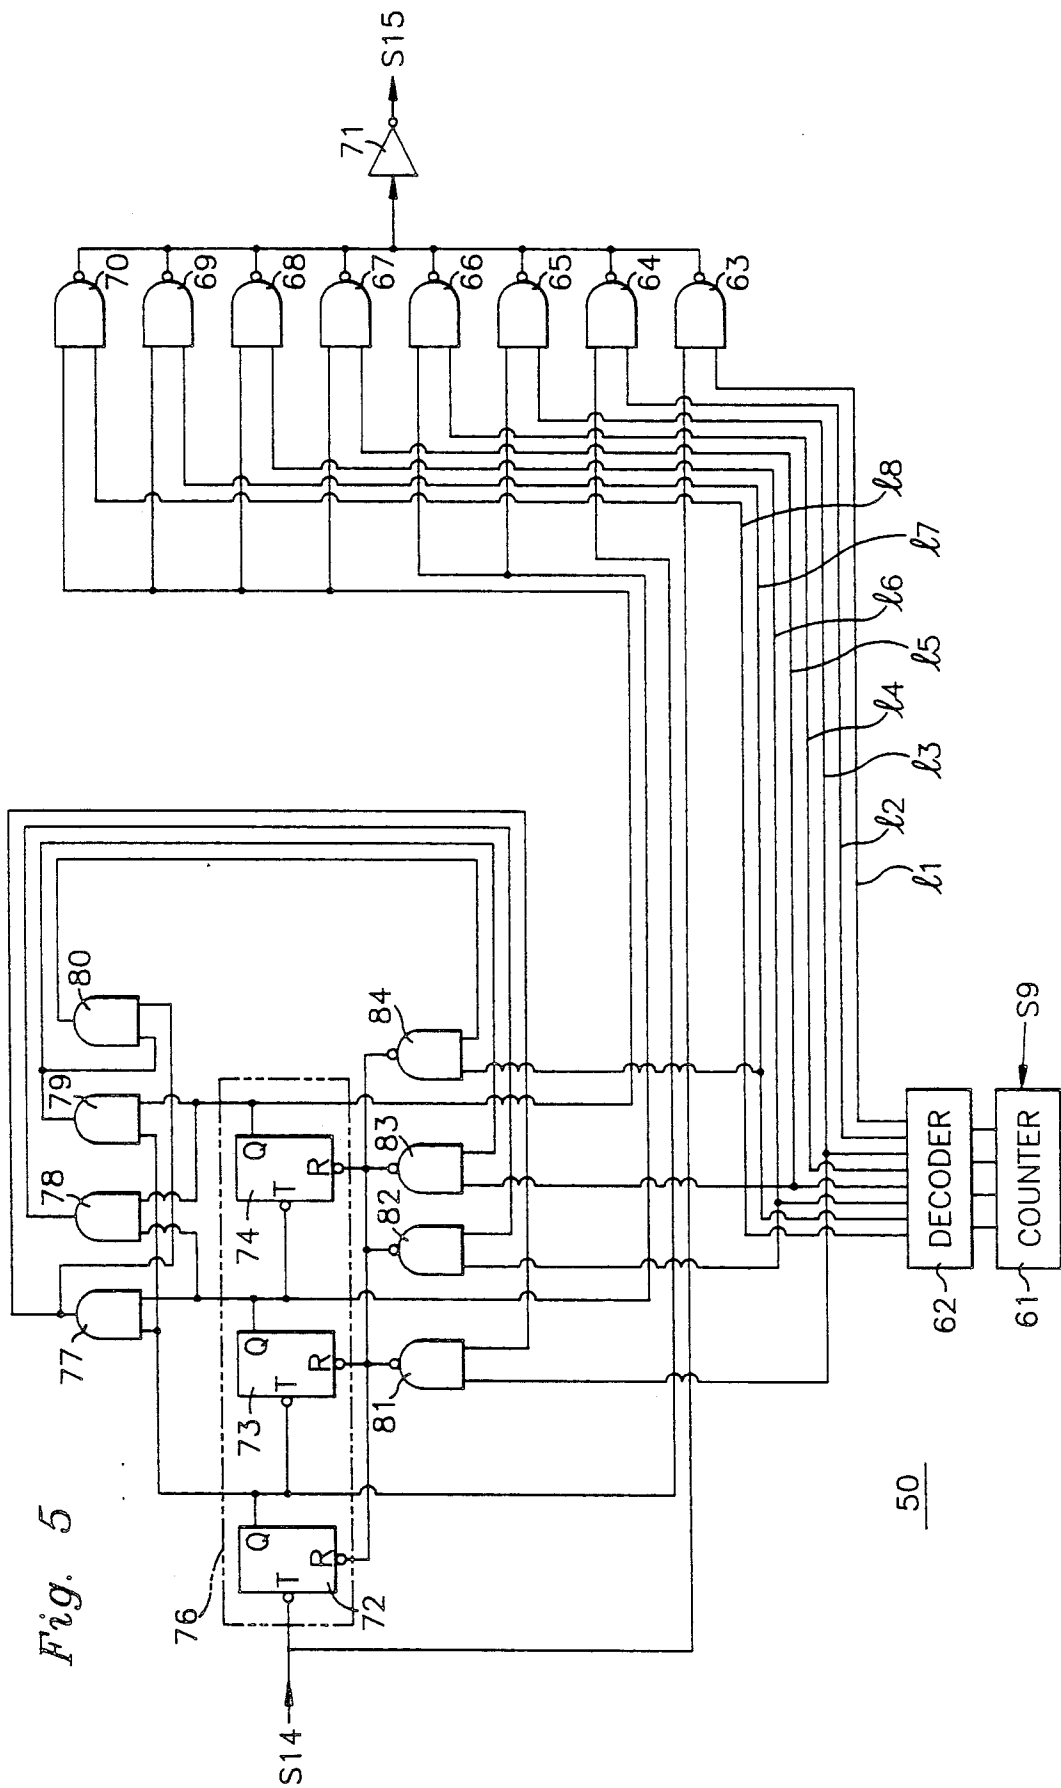 Fig. 5
S14
76
72
Q
T
R
73
Q
T
R
74
Q
T
R
77
78
79
80
81
82
83
84
70
69
68
67
66
65
64
63
71
S15
ℓ8
ℓ7
ℓ6
ℓ5
ℓ4
ℓ3
ℓ2
ℓ1
62
DECODER
61
COUNTER
S9
50